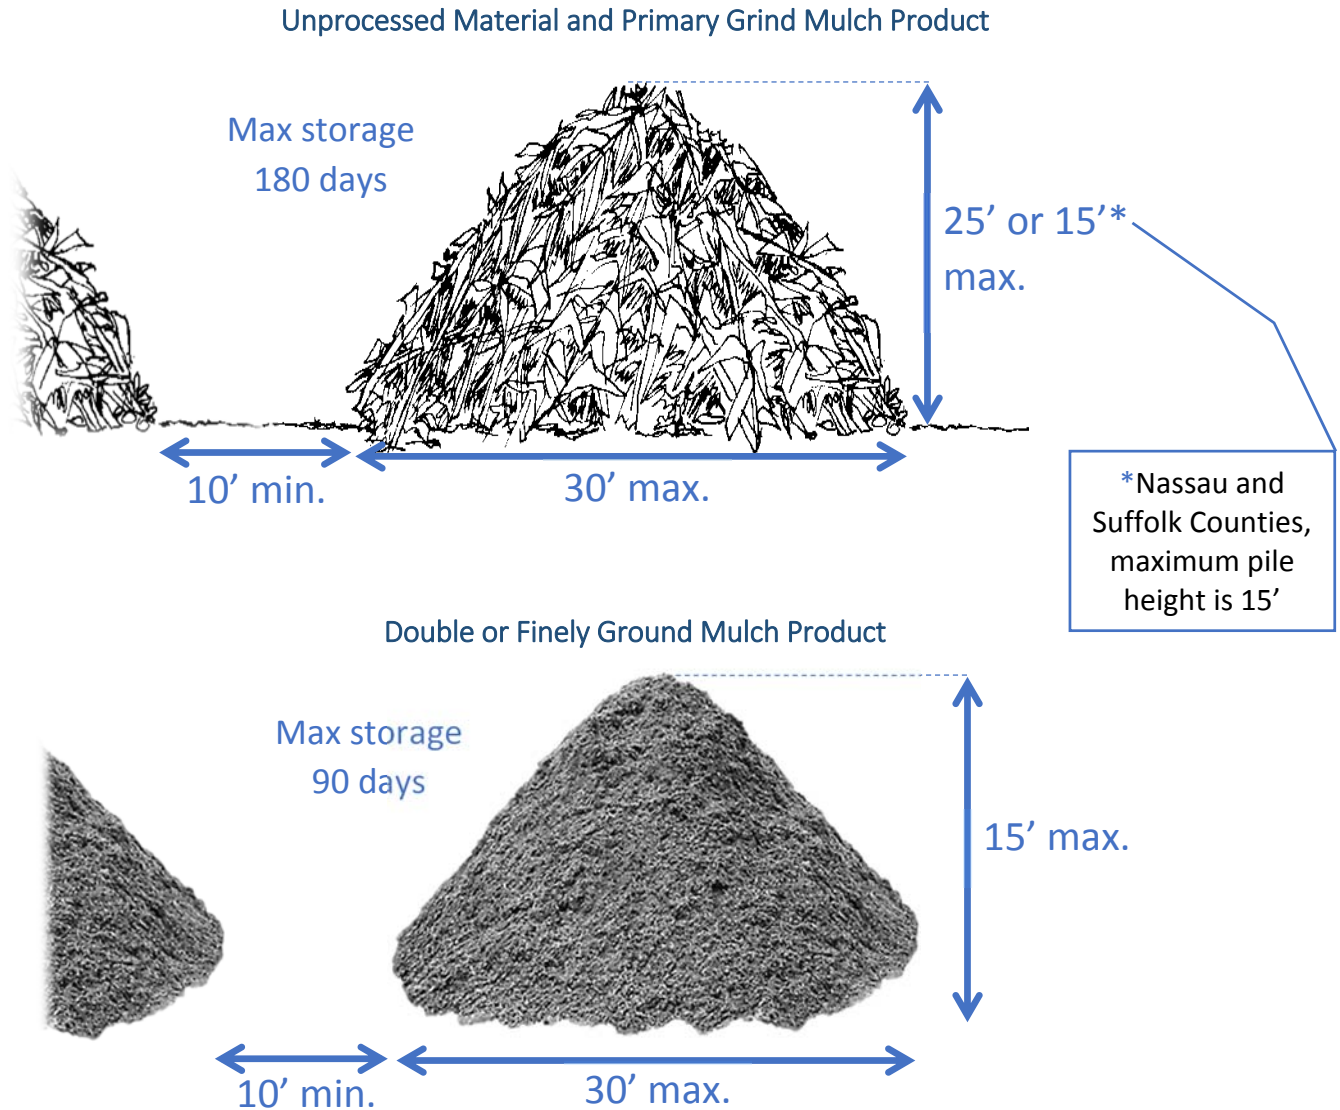 Unprocessed Material and Primary Grind Mulch Product
Max storage
180 days
25’ or 15’*
max.
10’ min.
30’ max.
*Nassau and
Suffolk Counties,
maximum pile
height is 15’
Double or Finely Ground Mulch Product
Max storage
90 days
15’ max.
10’ min.
30’ max.